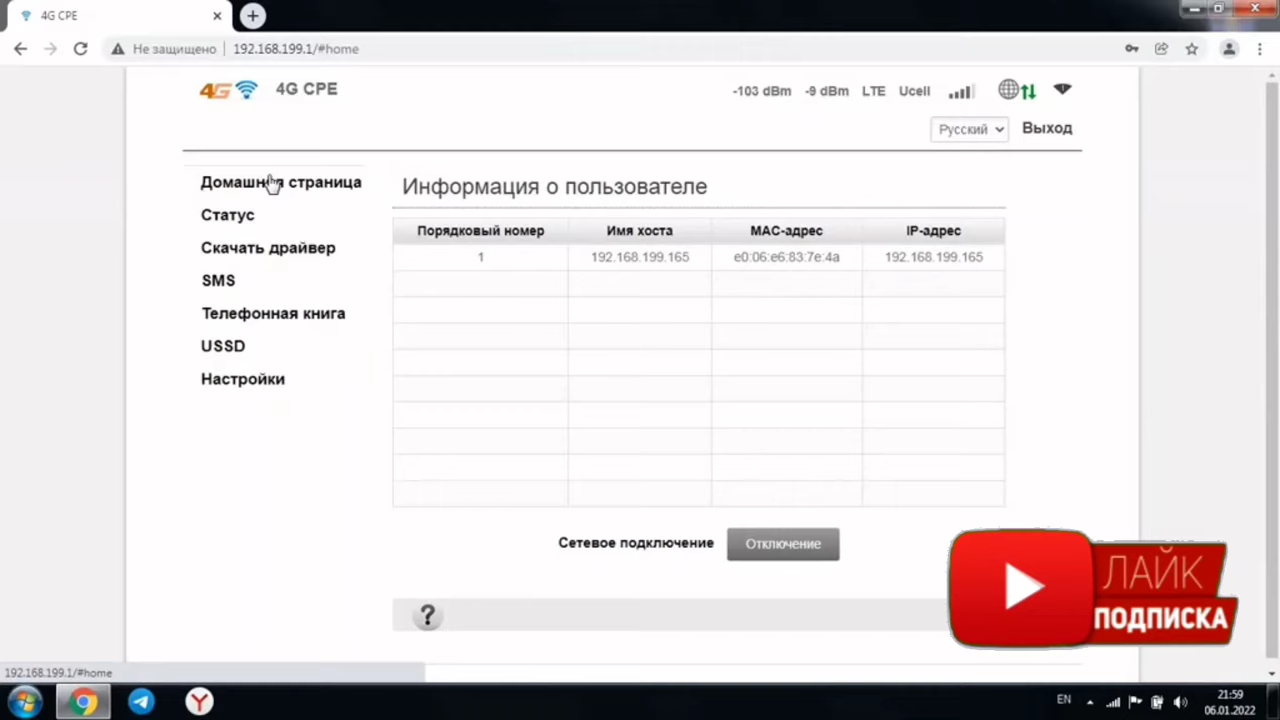 4G CPE
Не защищено 192.168.199.1/#home
4G 4G CPE
-103 dBm -9 dBm LTE Ucell
Русский Выход
Домашняя страница
Статус
Скачать драйвер
SMS
Телефонная книга
USSD
Настройки
Информация о пользователе
Порядковый номер Имя хоста MAC-адрес IP-адрес
1 192.168.199.165 e0:06:e6:83:7e:4a 192.168.199.165
Сетевое подключение Отключение
?
ЛАЙК
ПОДПИСКА
192.168.199.1/#home
EN 21:59
06.01.2022